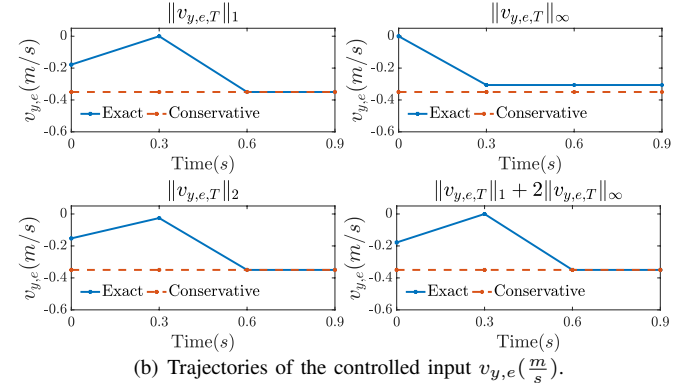 ‖v_{y,e,T}‖_1
0
-0.2
-0.4
-0.6
v_{y,e}(m/s)
Exact Conservative
0 0.3 0.6 0.9
Time(s)
‖v_{y,e,T}‖_∞
0
-0.2
-0.4
-0.6
v_{y,e}(m/s)
Exact Conservative
0 0.3 0.6 0.9
Time(s)
‖v_{y,e,T}‖_2
0
-0.2
-0.4
-0.6
v_{y,e}(m/s)
Exact Conservative
0 0.3 0.6 0.9
Time(s)
‖v_{y,e,T}‖_1 + 2‖v_{y,e,T}‖_∞
0
-0.2
-0.4
-0.6
v_{y,e}(m/s)
Exact Conservative
0 0.3 0.6 0.9
Time(s)
(b) Trajectories of the controlled input v_{y,e}(m/s).